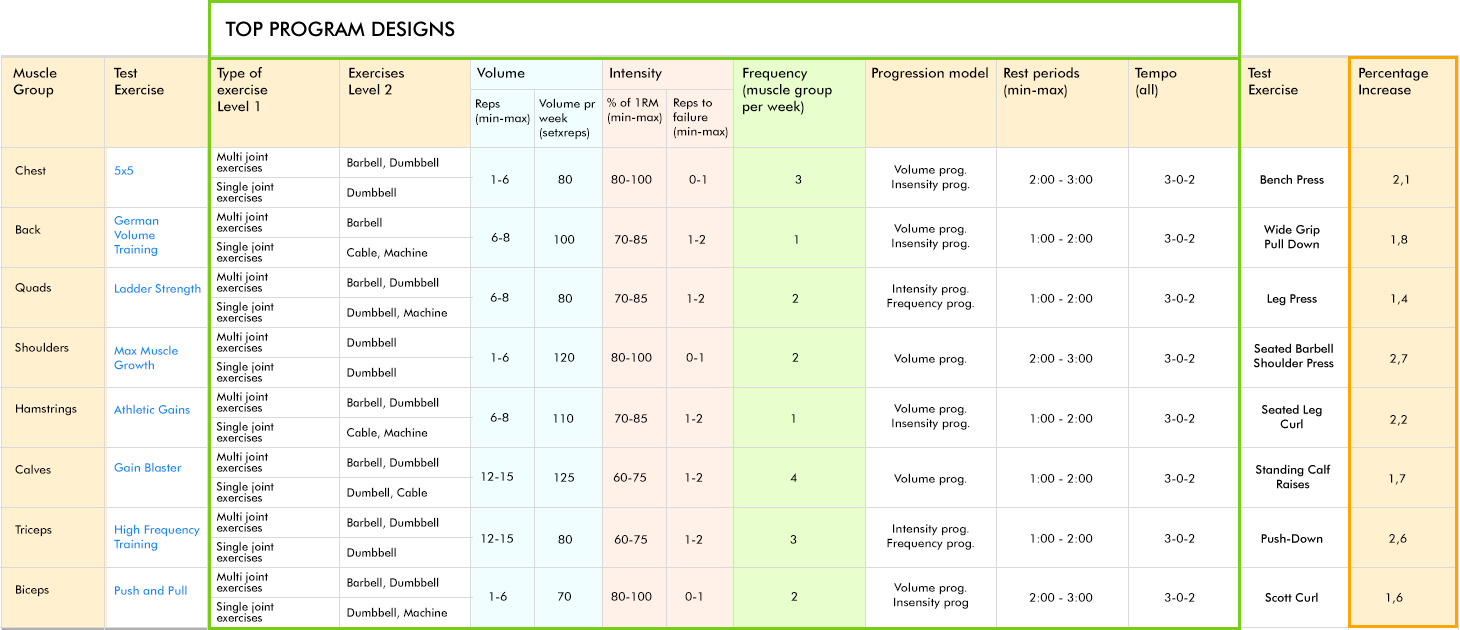 TOP PROGRAM DESIGNS
Muscle
Group
Test
Exercise
Type of
exercise
Level 1
Exercises
Level 2
Volume
Reps
(min-max)
Volume pr
week
(setxreps)
Intensity
% of 1RM
(min-max)
Reps to
failure
(min-max)
Frequency
(muscle group
per week)
Progression model
Rest periods
(min-max)
Tempo
(all)
Test
Exercise
Percentage
Increase
Chest
5x5
Multi joint
exercises
Barbell, Dumbbell
Single joint
exercises
Dumbbell
1-6
80
80-100
0-1
3
Volume prog.
Insensity prog.
2:00 - 3:00
3-0-2
Bench Press
2,1
Back
German
Volume
Training
Multi joint
exercises
Barbell
Single joint
exercises
Cable, Machine
6-8
100
70-85
1-2
1
Volume prog.
Insensity prog.
1:00 - 2:00
3-0-2
Wide Grip
Pull Down
1,8
Quads
Ladder Strength
Multi joint
exercises
Barbell, Dumbbell
Single joint
exercises
Dumbbell, Machine
6-8
80
70-85
1-2
2
Intensity prog.
Frequency prog.
1:00 - 2:00
3-0-2
Leg Press
1,4
Shoulders
Max Muscle
Growth
Multi joint
exercises
Dumbbell
Single joint
exercises
Dumbbell
1-6
120
80-100
0-1
2
Volume prog.
2:00 - 3:00
3-0-2
Seated Barbell
Shoulder Press
2,7
Hamstrings
Athletic Gains
Multi joint
exercises
Barbell, Dumbbell
Single joint
exercises
Cable, Machine
6-8
110
70-85
1-2
1
Volume prog.
Insensity prog.
1:00 - 2:00
3-0-2
Seated Leg
Curl
2,2
Calves
Gain Blaster
Multi joint
exercises
Barbell, Dumbbell
Single joint
exercises
Dumbell, Cable
12-15
125
60-75
1-2
4
Volume prog.
1:00 - 2:00
3-0-2
Standing Calf
Raises
1,7
Triceps
High Frequency
Training
Multi joint
exercises
Barbell, Dumbbell
Single joint
exercises
Dumbbell
12-15
80
60-75
1-2
3
Intensity prog.
Frequency prog.
1:00 - 2:00
3-0-2
Push-Down
2,6
Biceps
Push and Pull
Multi joint
exercises
Barbell, Dumbbell
Single joint
exercises
Dumbbell, Machine
1-6
70
80-100
0-1
2
Volume prog.
Insensity prog
2:00 - 3:00
3-0-2
Scott Curl
1,6